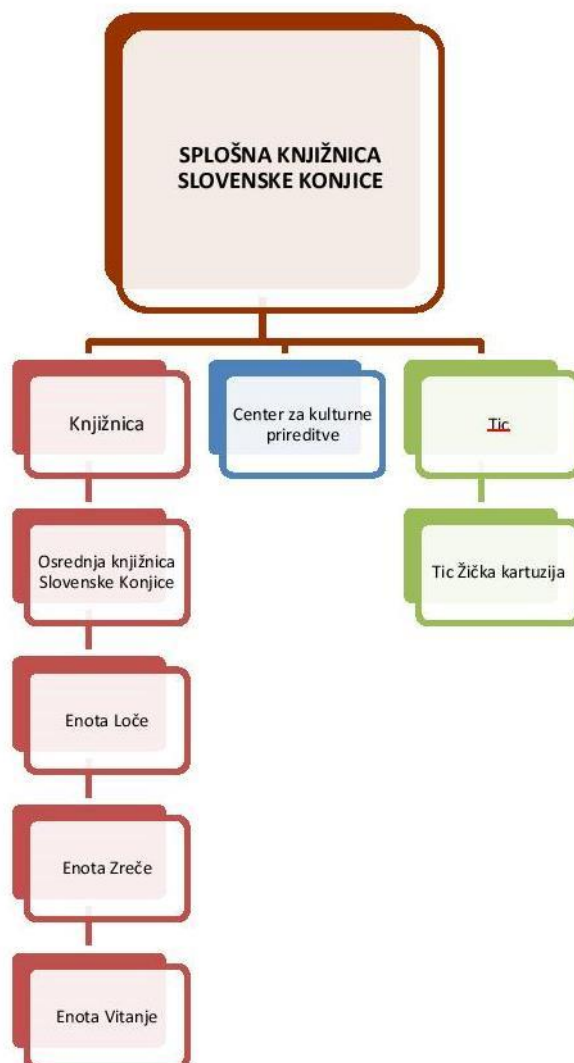 SPLOŠNA KNJIŽNICA
SLOVENSKE KONJICE
Knjižnica
Center za kulturne
prireditve
Tic
Osrednja knjižnica
Slovenske Konjice
Tic Žička kartuzija
Enota Loče
Enota Zreče
Enota Vitanje